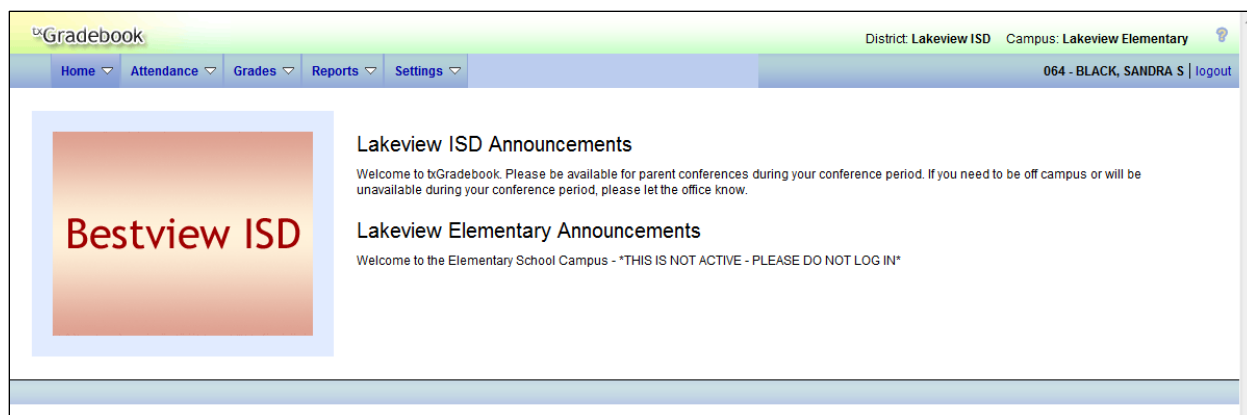 txGradebook
District: Lakeview ISD Campus: Lakeview Elementary ?
Home Attendance Grades Reports Settings 064 - BLACK, SANDRA S | logout
Bestview ISD
Lakeview ISD Announcements
Welcome to txGradebook. Please be available for parent conferences during your conference period. If you need to be off campus or will be
unavailable during your conference period, please let the office know.
Lakeview Elementary Announcements
Welcome to the Elementary School Campus - *THIS IS NOT ACTIVE - PLEASE DO NOT LOG IN*